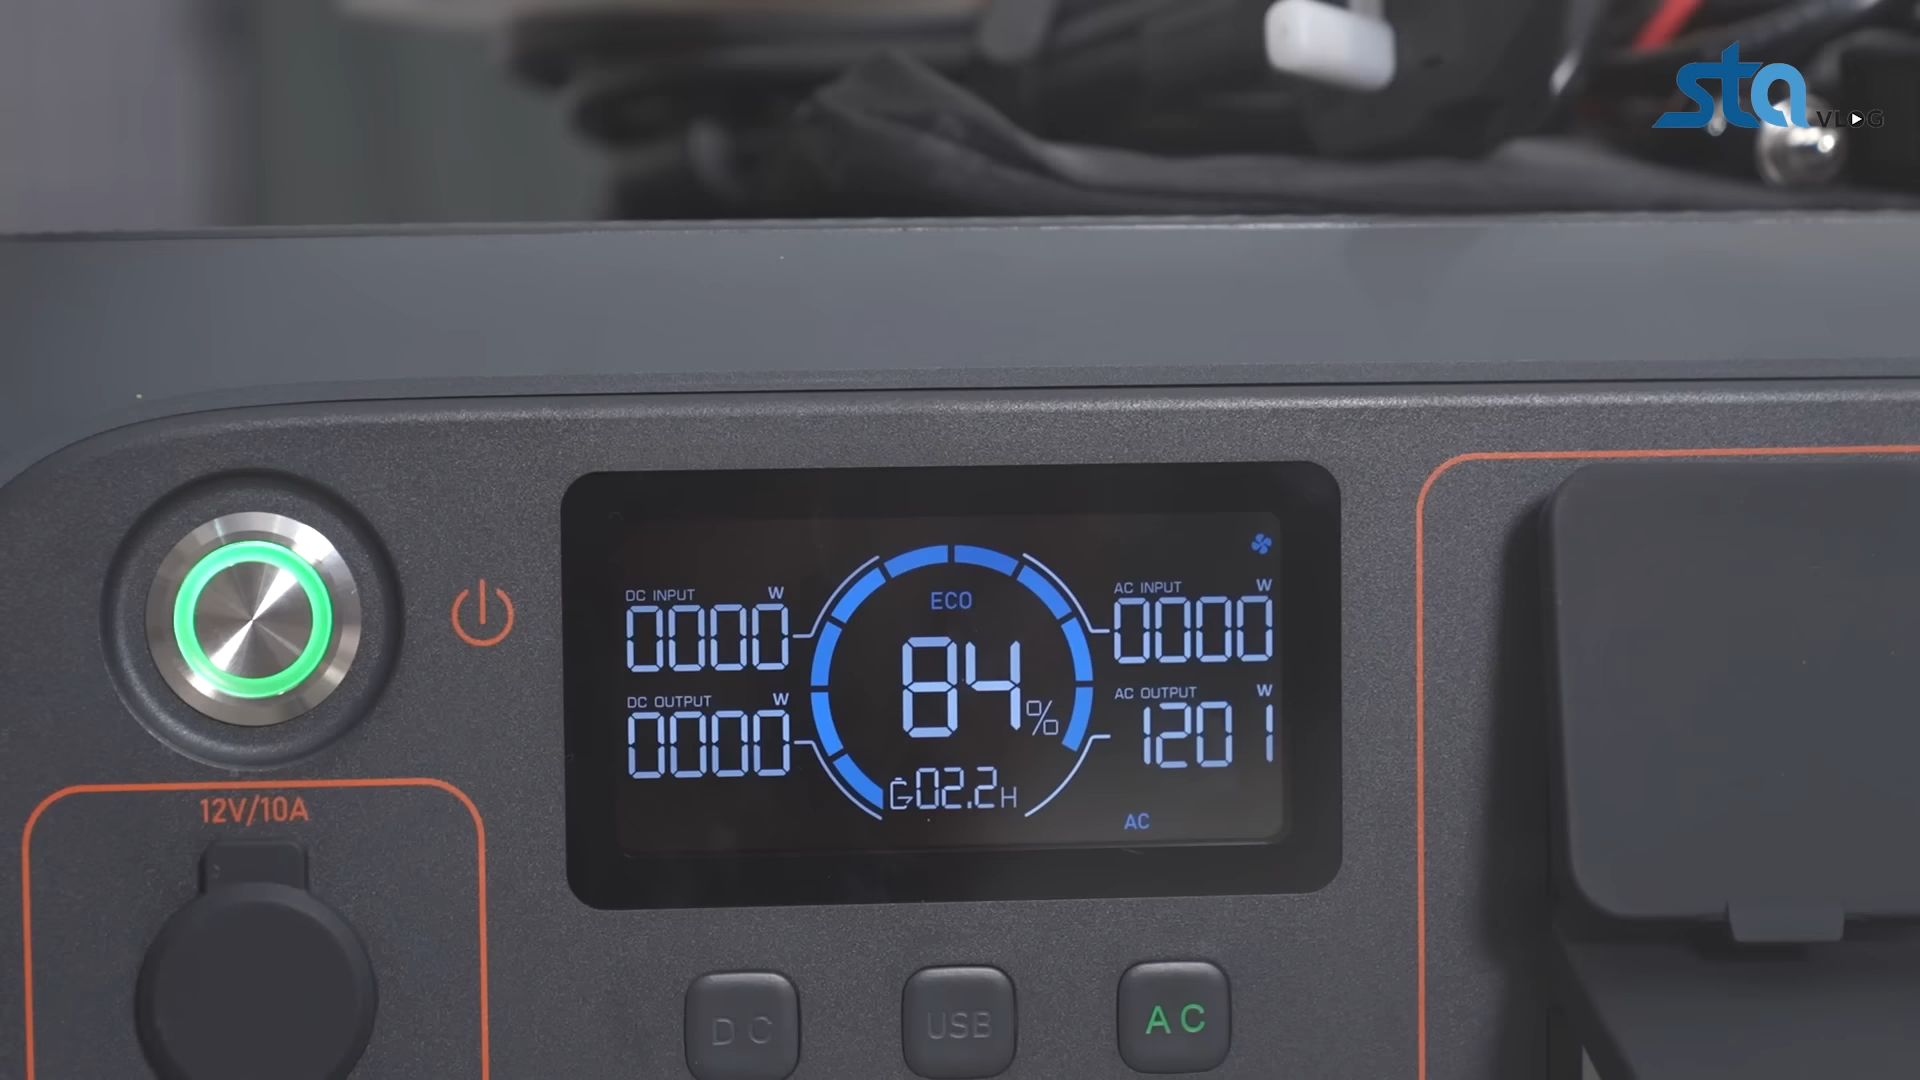 sta VLOG
DC INPUT W
0000
ECO
AC INPUT W
0000
84%
DC OUTPUT W
0000
AC OUTPUT W
1201
02.2H
AC
12V/10A
DC
USB
AC